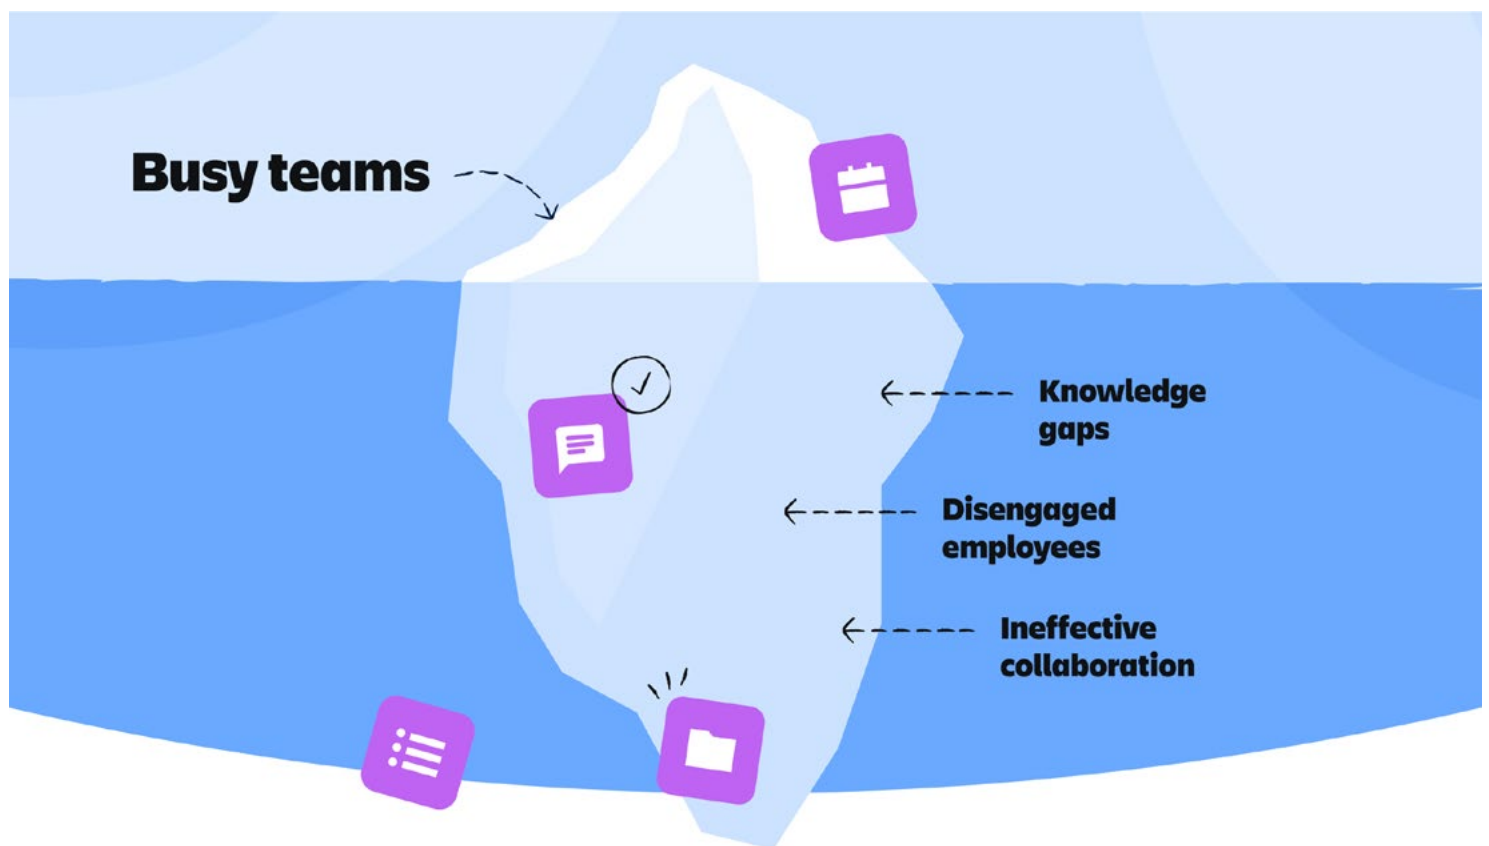 Busy teams
Knowledge
gaps
Disengaged
employees
Ineffective
collaboration